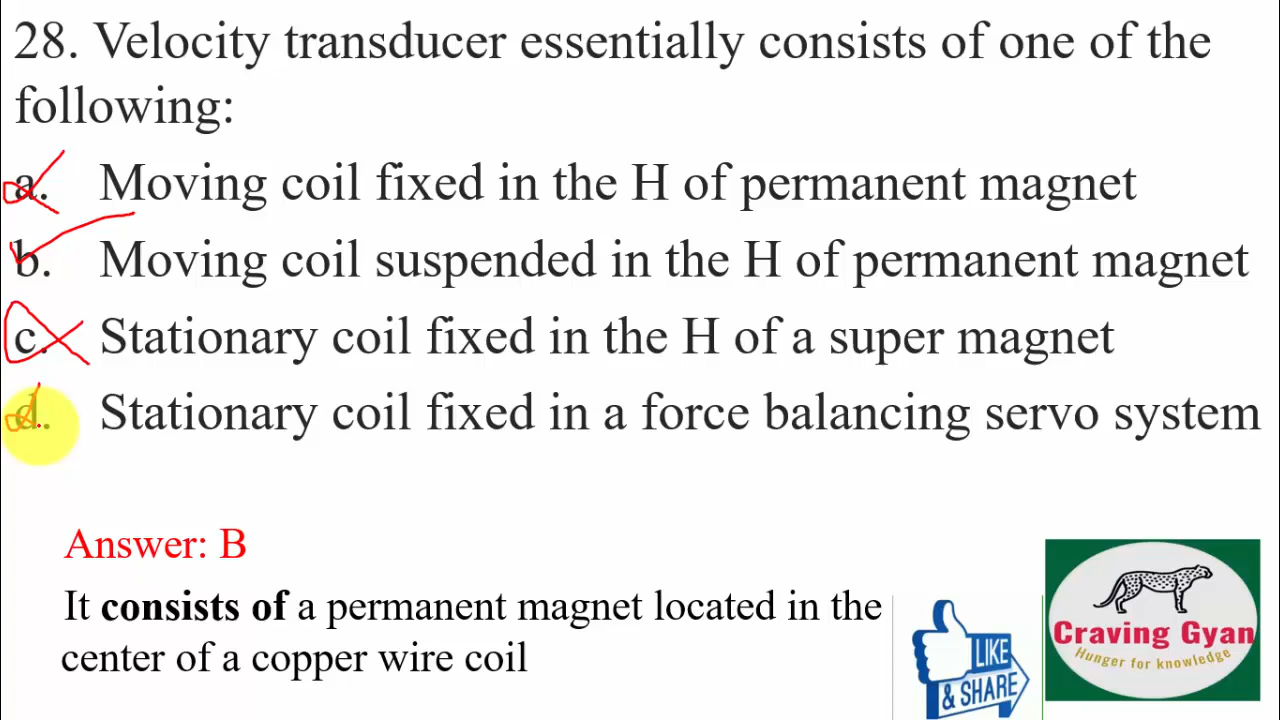 28. Velocity transducer essentially consists of one of the
following:
a. Moving coil fixed in the H of permanent magnet
b. Moving coil suspended in the H of permanent magnet
c. Stationary coil fixed in the H of a super magnet
d. Stationary coil fixed in a force balancing servo system
Answer: B
It consists of a permanent magnet located in the
center of a copper wire coil
LIKE
& SHARE
Craving Gyan
Hunger for knowledge